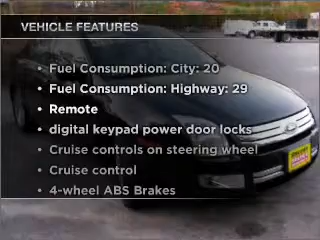 VEHICLE FEATURES
• Fuel Consumption: City: 20
• Fuel Consumption: Highway: 29
• Remote
• digital keypad power door locks
• Cruise controls on steering wheel
• Cruise control
• 4-wheel ABS Brakes